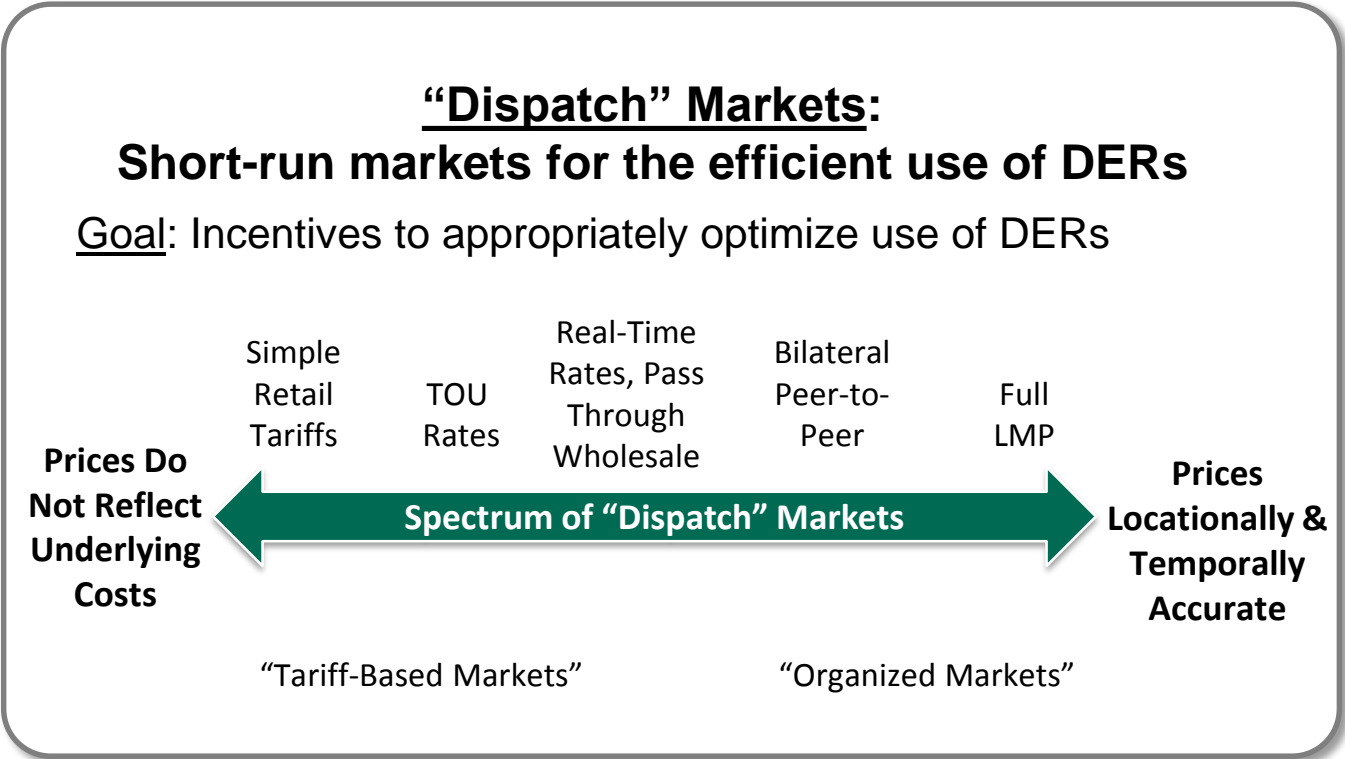 “Dispatch” Markets:
Short-run markets for the efficient use of DERs
Goal: Incentives to appropriately optimize use of DERs
Simple
Retail
Tariffs
TOU
Rates
Real-Time
Rates, Pass
Through
Wholesale
Bilateral
Peer-to-
Peer
Full
LMP
Prices Do
Not Reflect
Underlying
Costs
Spectrum of “Dispatch” Markets
Prices
Locationally &
Temporally
Accurate
“Tariff-Based Markets”
“Organized Markets”